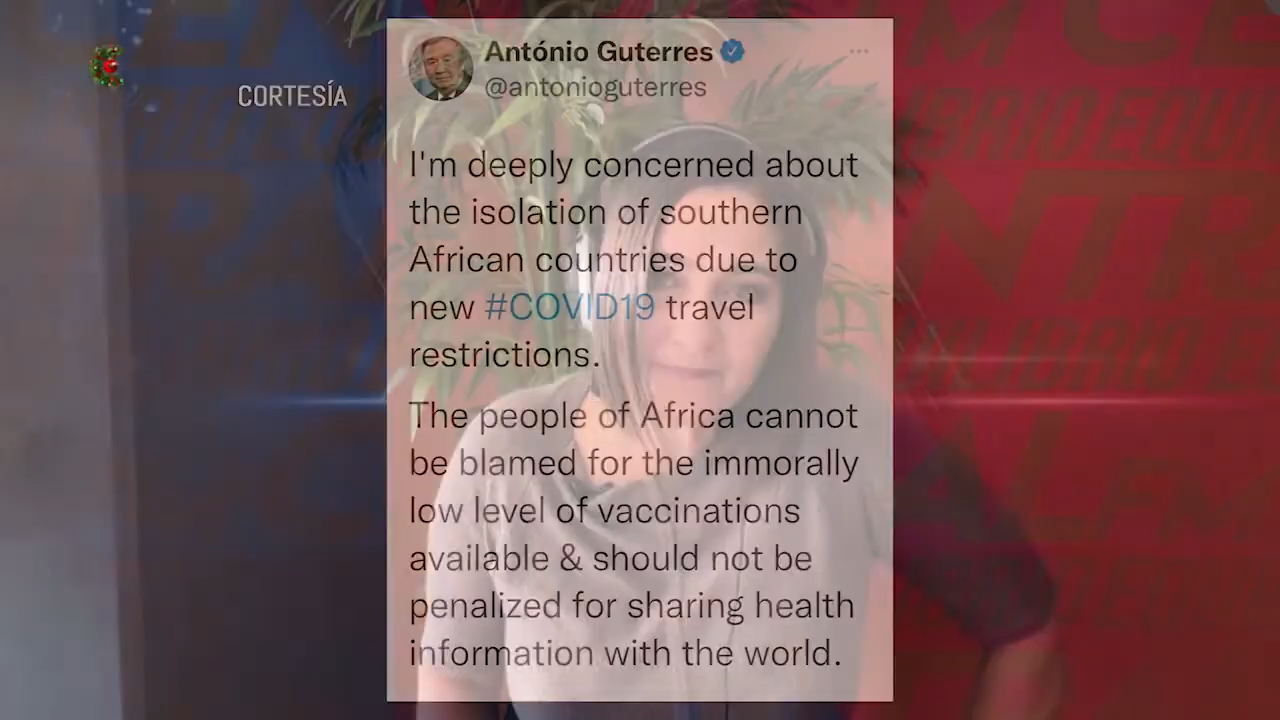 CORTESÍA
António Guterres
@antonioguterres
I'm deeply concerned about
the isolation of southern
African countries due to
new #COVID19 travel
restrictions.
The people of Africa cannot
be blamed for the immorally
low level of vaccinations
available & should not be
penalized for sharing health
information with the world.